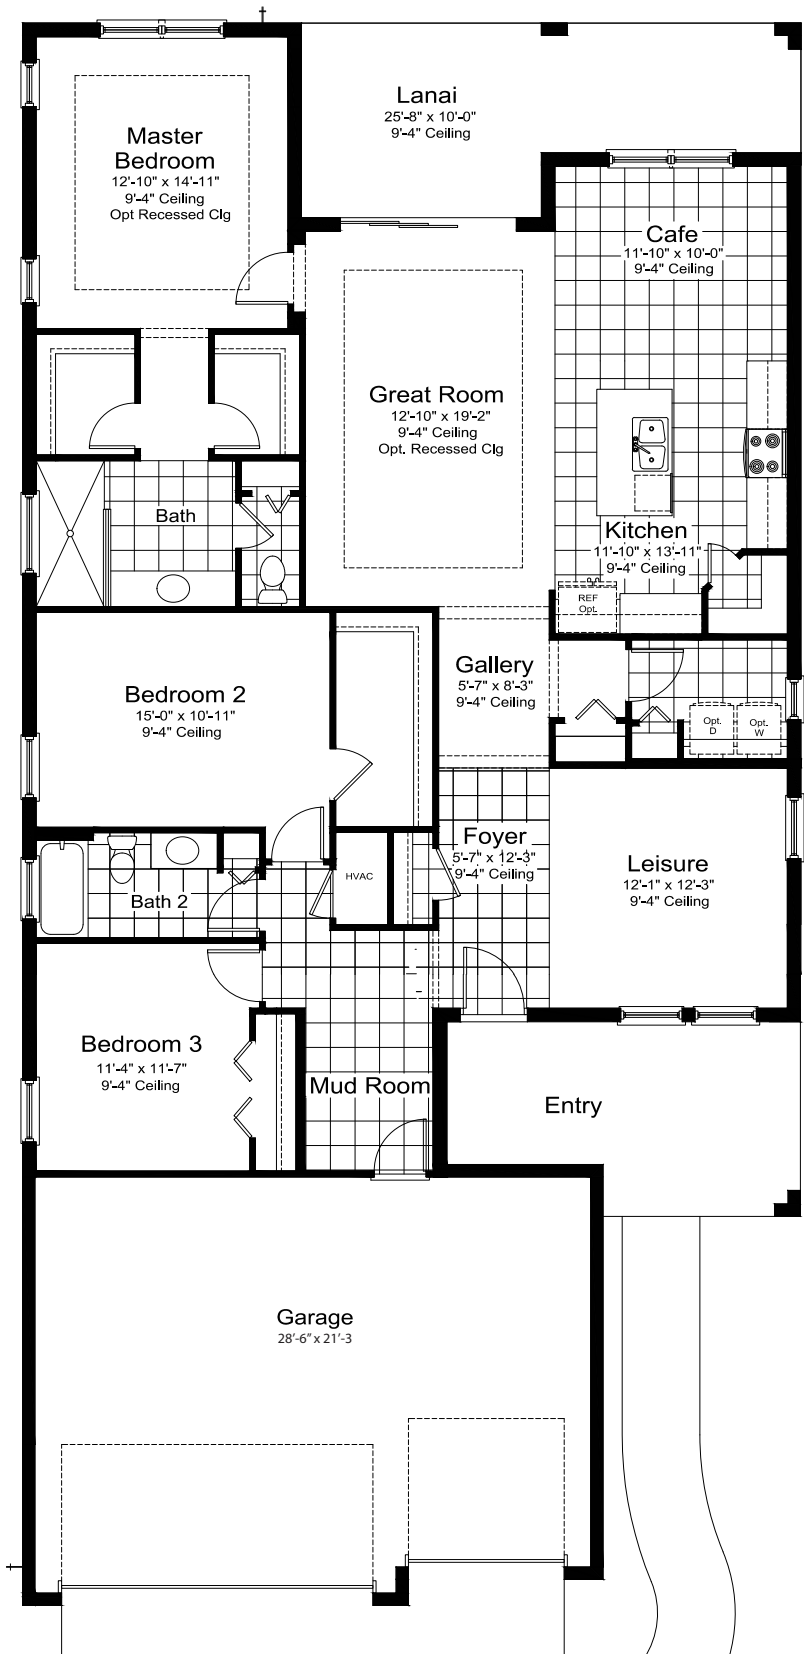 Lanai
25'-8" x 10'-0"
9'-4" Ceiling
Master
Bedroom
12'-10" x 14'-11"
9'-4" Ceiling
Opt Recessed Clg
Cafe
11'-10" x 10'-0"
9'-4" Ceiling
Great Room
12'-10" x 19'-2"
9'-4" Ceiling
Opt. Recessed Clg
Bath
Kitchen
11'-10" x 13'-11"
9'-4" Ceiling
REF
Opt.
Gallery
5'-7" x 8'-3"
9'-4" Ceiling
Bedroom 2
15'-0" x 10'-11"
9'-4" Ceiling
Opt.
D
Opt.
W
Foyer
5'-7" x 12'-3"
9'-4" Ceiling
Leisure
12'-1" x 12'-3"
9'-4" Ceiling
HVAC
Bath 2
Bedroom 3
11'-4" x 11'-7"
9'-4" Ceiling
Mud Room
Entry
Garage
28'-6" x 21'-3